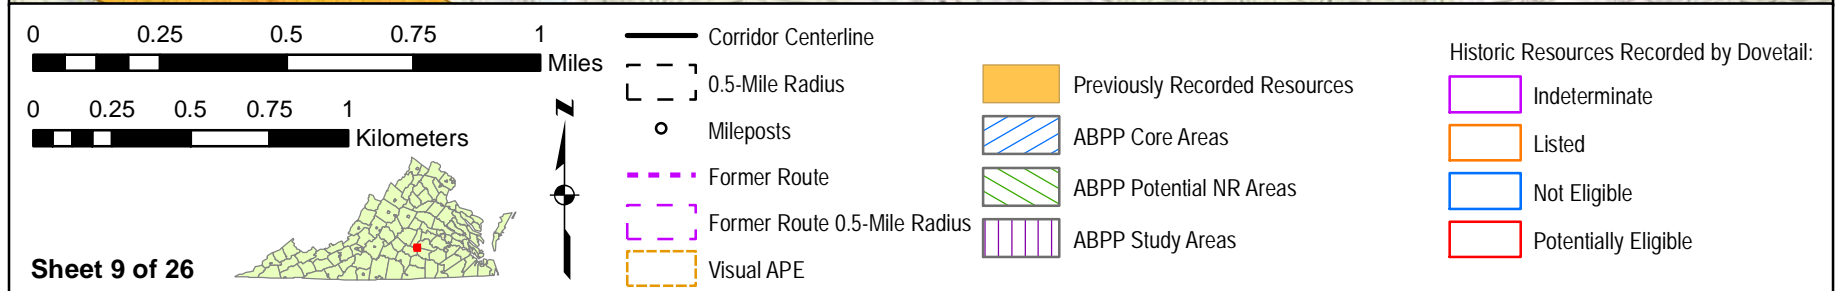 0 0.25 0.5 0.75 1
Miles
0 0.25 0.5 0.75 1
Kilometers
Sheet 9 of 26
N
Corridor Centerline
0.5-Mile Radius
Mileposts
Former Route
Former Route 0.5-Mile Radius
Visual APE
Previously Recorded Resources
ABPP Core Areas
ABPP Potential NR Areas
ABPP Study Areas
Historic Resources Recorded by Dovetail:
Indeterminate
Listed
Not Eligible
Potentially Eligible